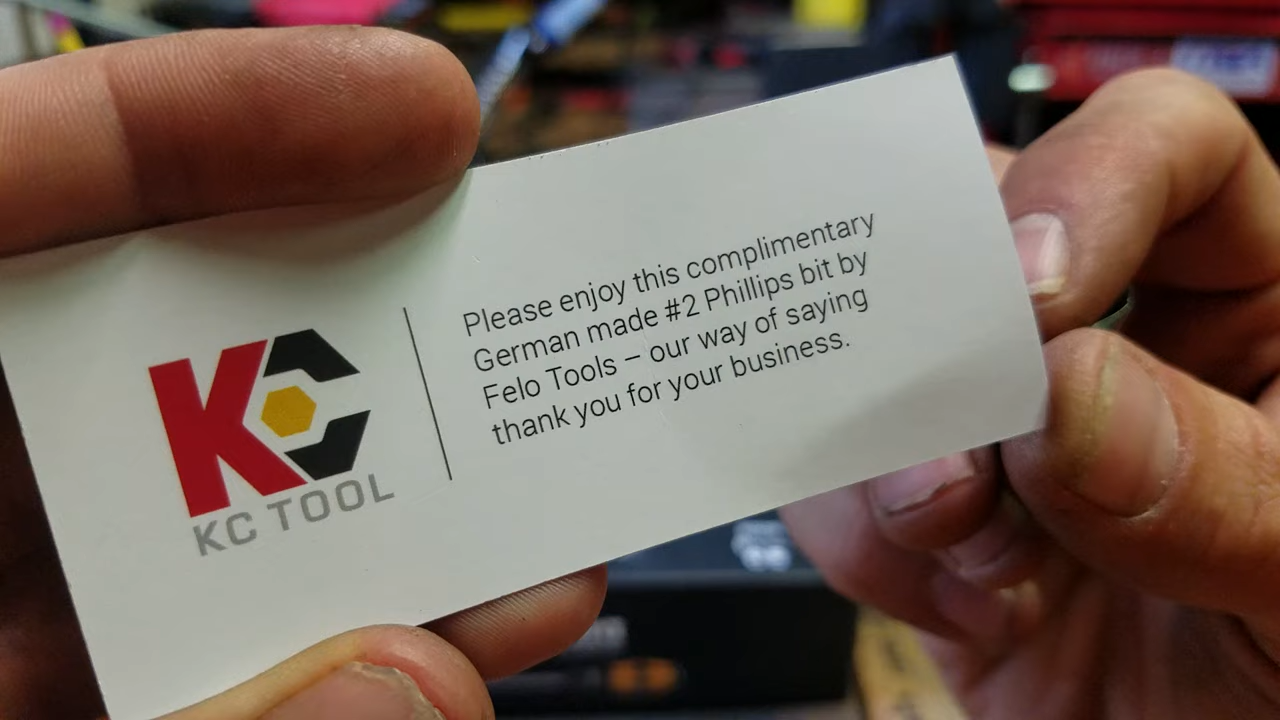 KC
KC TOOL
Please enjoy this complimentary
German made #2 Phillips bit by
Felo Tools – our way of saying
thank you for your business.